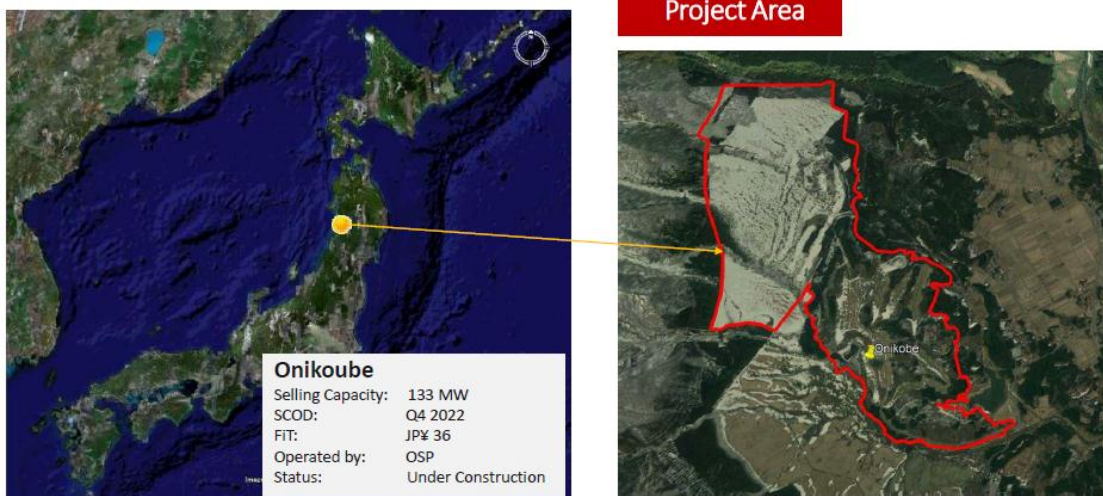 Project Area
Onikoube
Selling Capacity: 133 MW
SCOD: Q4 2022
FiT: JP¥ 36
Operated by: OSP
Status: Under Construction
Onikobe